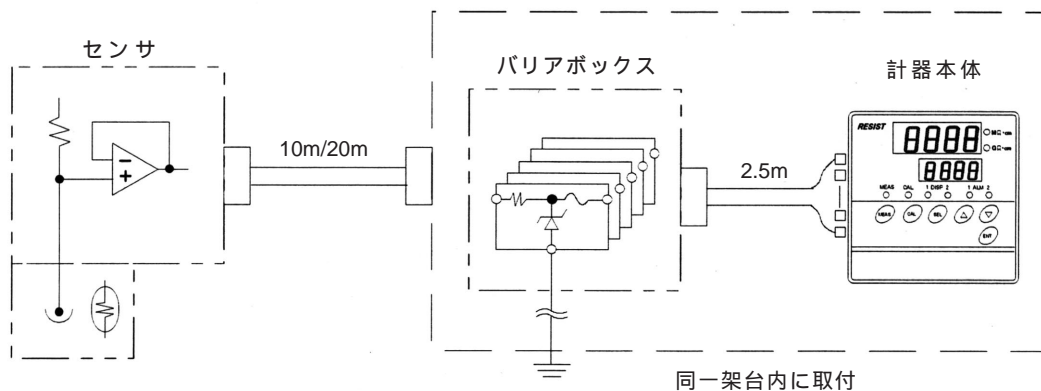 センサ
バリアボックス
計器本体
10m/20m
2.5m
RESIST
8888
MΩ・cm
GΩ・cm
8888
MEAS CAL 1 DISP 2 1 ALM 2
MEAS CAL SEL △ ▽
ENT
同一架台内に取付